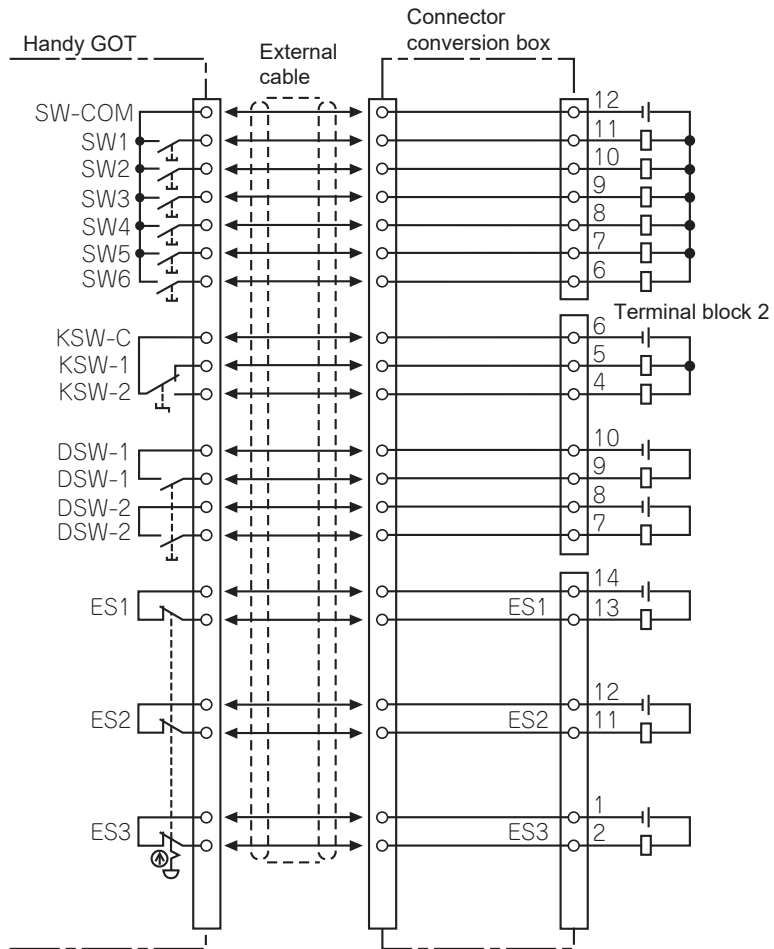 Connector
conversion box
Handy GOT
External
cable
SW-COM
12
SW1
11
SW2
10
SW3
9
SW4
8
SW5
7
SW6
6
Terminal block 2
KSW-C
6
KSW-1
5
KSW-2
4
DSW-1
10
DSW-1
9
DSW-2
8
DSW-2
7
14
ES1
ES1
13
12
ES2
ES2
11
1
ES3
ES3
2